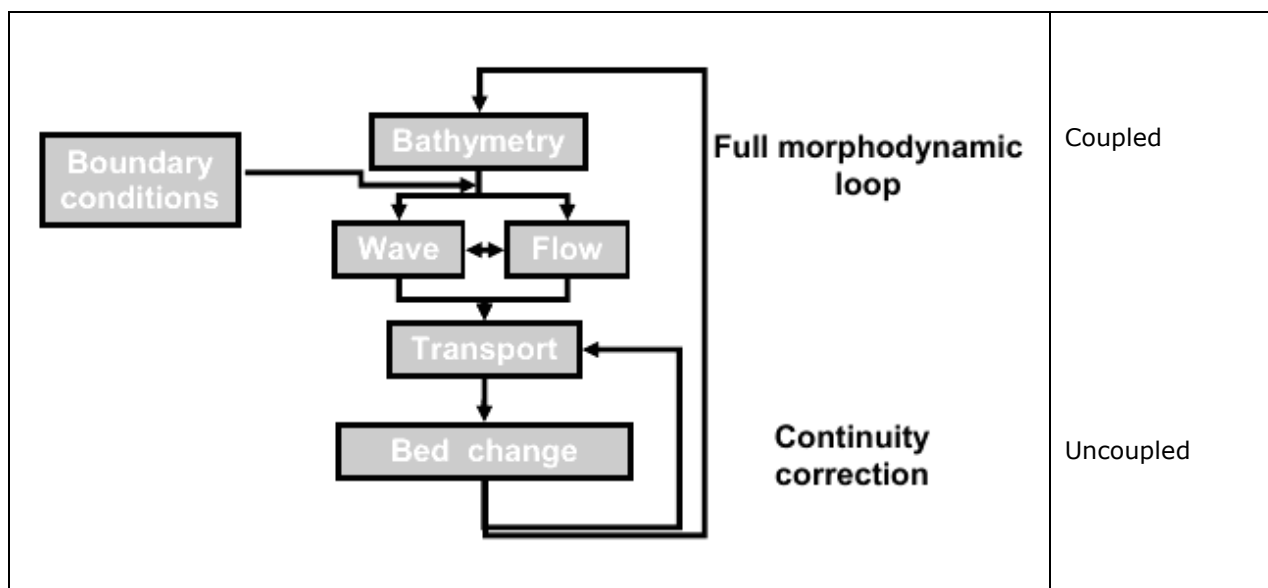 Bathymetry
Boundary
conditions
Full morphodynamic
loop
Coupled
Wave
Flow
Transport
Bed change
Continuity
correction
Uncoupled